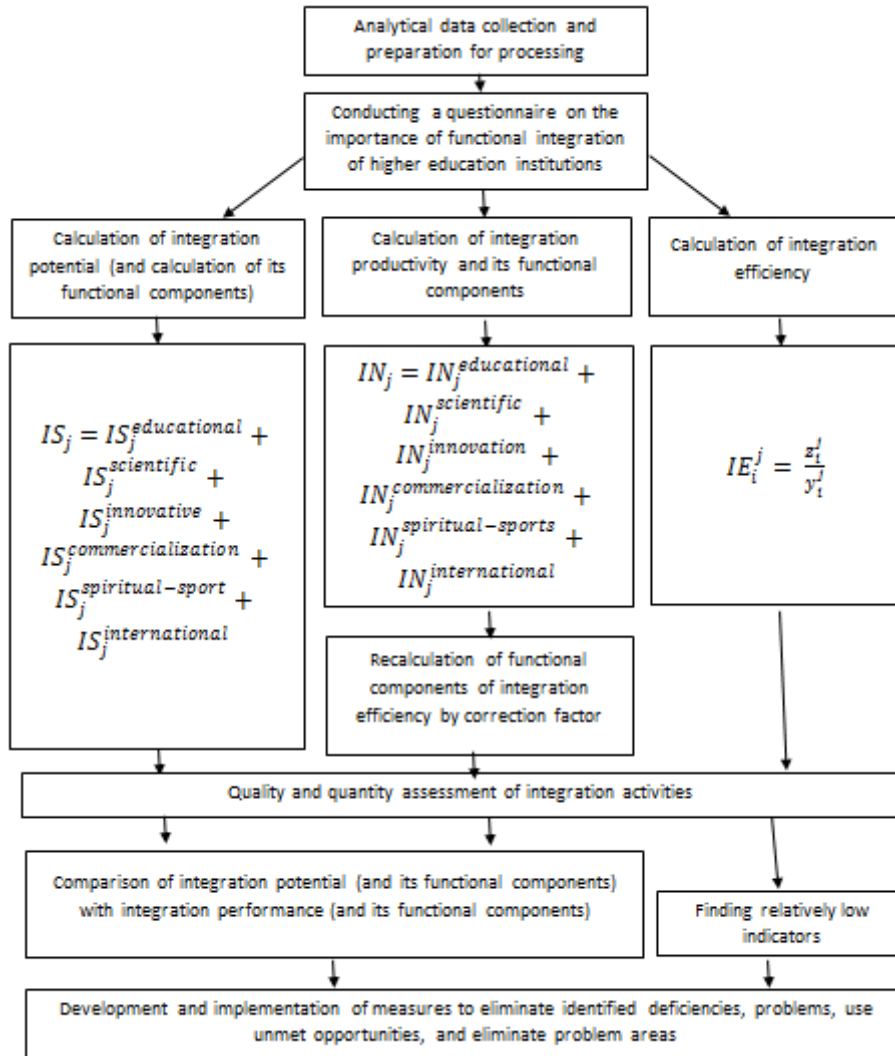 Analytical data collection and
preparation for processing
Conducting a questionnaire on the
importance of functional integration
of higher education institutions
Calculation of integration
potential (and calculation of its
functional components)
Calculation of integration
productivity and its functional
components
Calculation of integration
efficiency
IS_j = IS_j^{educational} +
IS_j^{scientific} +
IS_j^{innovative} +
IS_j^{commercialization} +
IS_j^{spiritual-sport} +
IS_j^{international}
IN_j = IN_j^{educational} +
IN_j^{scientific} +
IN_j^{innovation} +
IN_j^{commercialization} +
IN_j^{spiritual-sports} +
IN_j^{international}
IE_i^j = \frac{z_i^j}{y_i^j}
Recalculation of functional
components of integration
efficiency by correction factor
Quality and quantity assessment of integration activities
Comparison of integration potential (and its functional components)
with integration performance (and its functional components)
Finding relatively low
indicators
Development and implementation of measures to eliminate identified deficiencies, problems, use
unmet opportunities, and eliminate problem areas